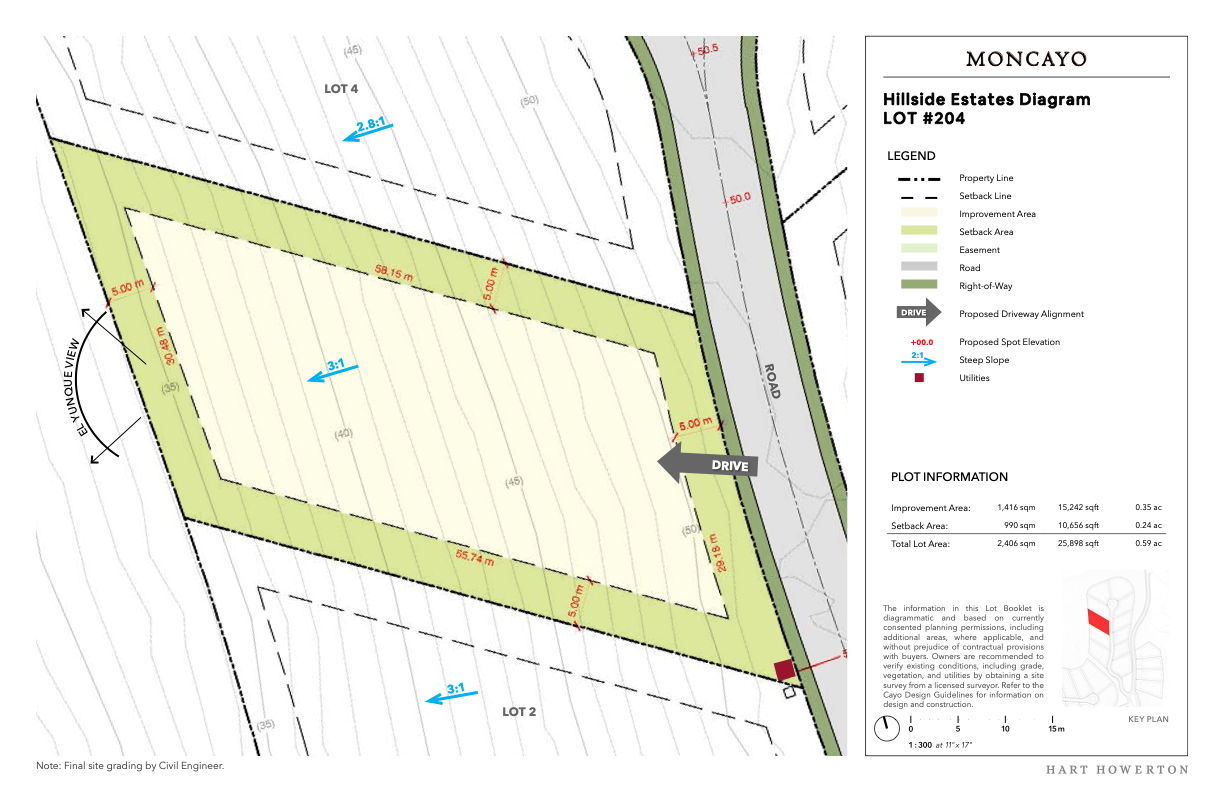 (45)
LOT 4
(50)
2.8:1
+50.5
+50.0
58.15 m
5.00 m
5.00 m
30.48 m
3:1
(35)
EL YUNQUE VIEW
(40)
ROAD
5.00 m
DRIVE
(45)
(50)
29.18 m
55.74 m
5.00 m
3:1
LOT 2
(35)
Note: Final site grading by Civil Engineer.
MONCAYO
Hillside Estates Diagram
LOT #204
LEGEND
Property Line
Setback Line
Improvement Area
Setback Area
Easement
Road
Right-of-Way
DRIVE Proposed Driveway Alignment
+00.0 Proposed Spot Elevation
2:1 Steep Slope
Utilities
PLOT INFORMATION
Improvement Area: 1,416 sqm 15,242 sqft 0.35 ac
Setback Area: 990 sqm 10,656 sqft 0.24 ac
Total Lot Area: 2,406 sqm 25,898 sqft 0.59 ac
The information in this Lot Booklet is
diagrammatic and based on currently
consented planning permissions, including
additional areas, where applicable, and
without prejudice of contractual provisions
with buyers. Owners are recommended to
verify existing conditions, including grade,
vegetation, and utilities by obtaining a site
survey from a licensed surveyor. Refer to the
Cayo Design Guidelines for information on
design and construction.
KEY PLAN
0 5 10 15m
1:300 at 11"x 17"
HART HOWERTON